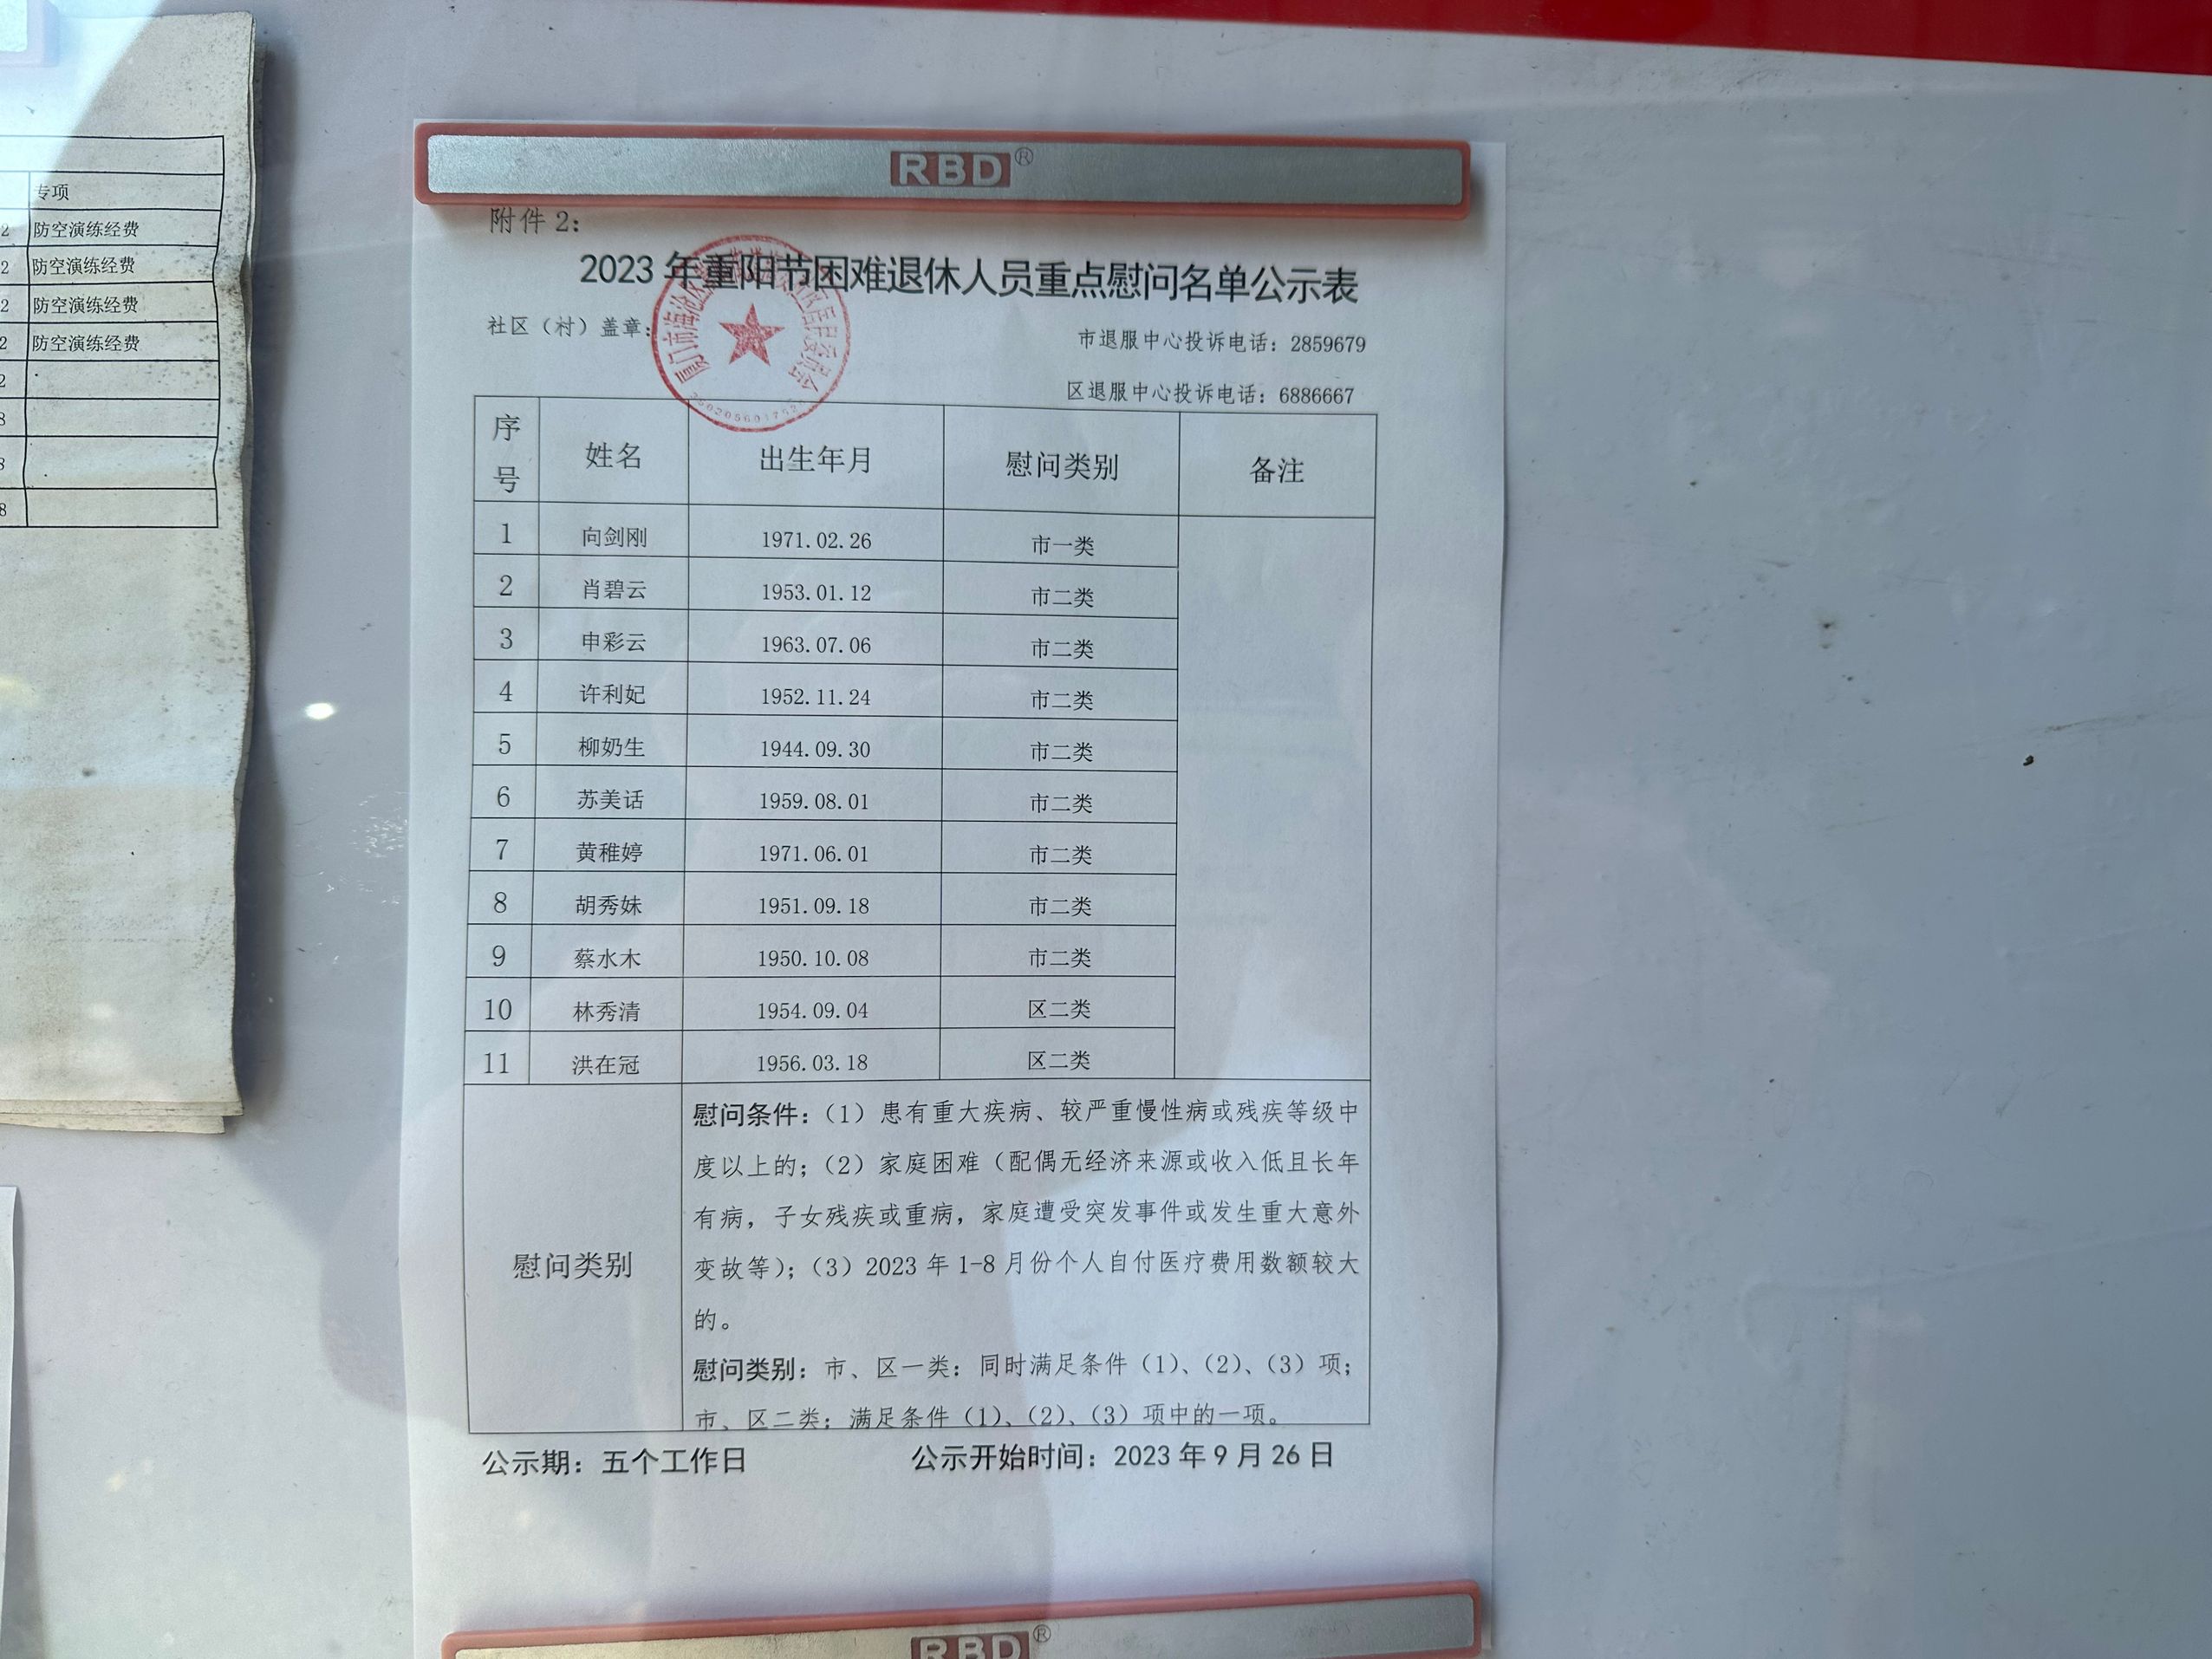 专项
2 防空演练经费
2 防空演练经费
2 防空演练经费
2 防空演练经费
2
8
8
8
RBD®
附件 2：
2023 年重阳节困难退休人员重点慰问名单公示表
社区（村）盖章：
厦门市海沧区
市退服中心投诉电话：2859679
区退服中心投诉电话：6886667
序号 姓名 出生年月 慰问类别 备注
1 向剑刚 1971.02.26 市一类
2 肖碧云 1953.01.12 市二类
3 申彩云 1963.07.06 市二类
4 许利妃 1952.11.24 市二类
5 柳奶生 1944.09.30 市二类
6 苏美话 1959.08.01 市二类
7 黄稚婷 1971.06.01 市二类
8 胡秀妹 1951.09.18 市二类
9 蔡水木 1950.10.08 市二类
10 林秀清 1954.09.04 区二类
11 洪在冠 1956.03.18 区二类
慰问类别
慰问条件：（1）患有重大疾病、较严重慢性病或残疾等级中
度以上的；（2）家庭困难（配偶无经济来源或收入低且长年
有病，子女残疾或重病，家庭遭受突发事件或发生重大意外
变故等）；（3）2023 年 1-8 月份个人自付医疗费用数额较大
的。
慰问类别：市、区一类：同时满足条件（1）、（2）、（3）项；
市、区二类：满足条件（1）、（2）、（3）项中的一项。
公示期：五个工作日 公示开始时间：2023 年 9 月 26 日
RBD®